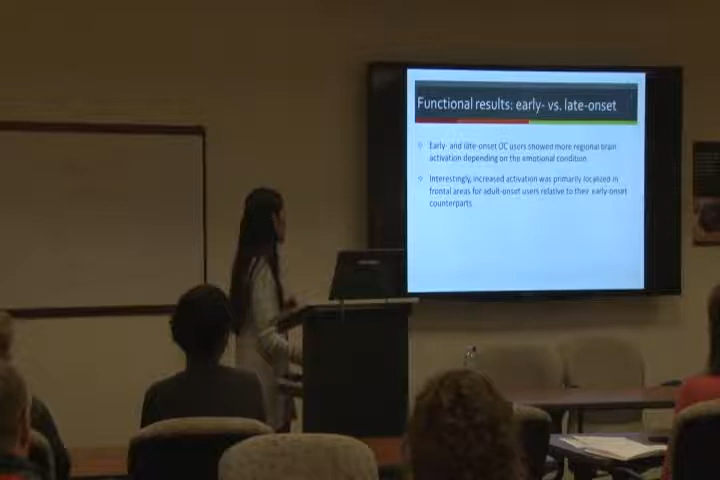 Functional results: early- vs. late-onset
Early- and late-onset OC users showed more regional brain
activation depending on the emotional condition.
Interestingly, increased activation was primarily localized in
frontal areas for adult-onset users relative to their early-onset
counterparts